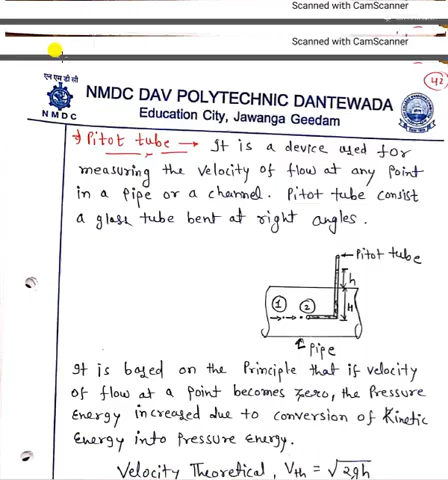 Scanned with CamScanner
Scanned with CamScanner
42
एन एम डी सी
NMDC
NMDC DAV POLYTECHNIC DANTEWADA
Education City, Jawanga Geedam
Pitot tube → It is a device used for
measuring the velocity of flow at any point
in a pipe or a channel. Pitot tube consist
a glass tube bent at right angles.
Pitot tube
h
H
1 2
Pipe
It is based on the Principle that if velocity
of flow at a point becomes zero, the Pressure
Energy increased due to conversion of Kinetic
Energy into Pressure Energy.
Velocity Theoretical, Vth = √2gh